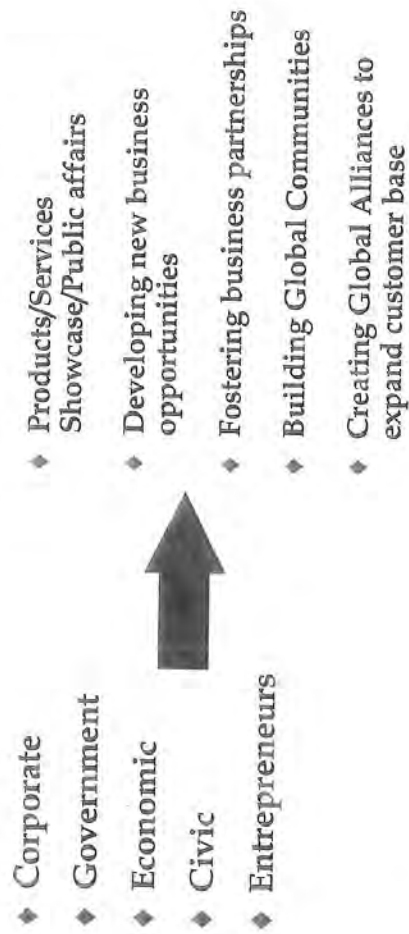 Corporate
Government
Economic
Civic
Entrepreneurs
Products/Services
Showcase/Public affairs
Developing new business
opportunities
Fostering business partnerships
Building Global Communities
Creating Global Alliances to
expand customer base